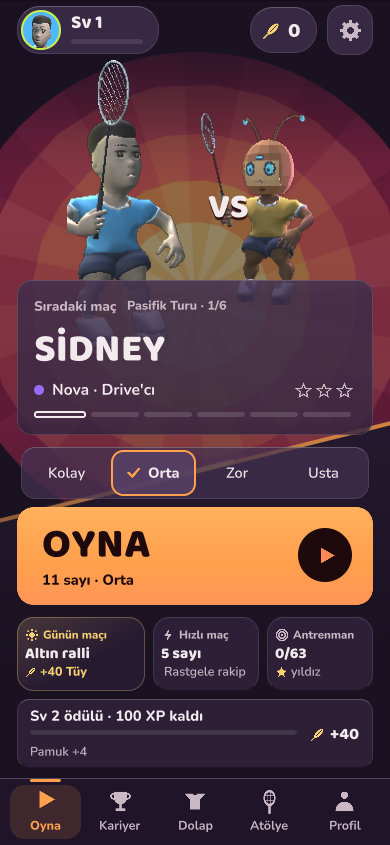 Sv 1
0
VS
Sıradaki maç Pasifik Turu · 1/6
SİDNEY
Nova · Drive'cı
Kolay
Orta
Zor
Usta
OYNA
11 sayı · Orta
Günün maçı
Altın ralli
+40 Tüy
Hızlı maç
5 sayı
Rastgele rakip
Antrenman
0/63
yıldız
Sv 2 ödülü · 100 XP kaldı
+40
Pamuk +4
Oyna
Kariyer
Dolap
Atölye
Profil